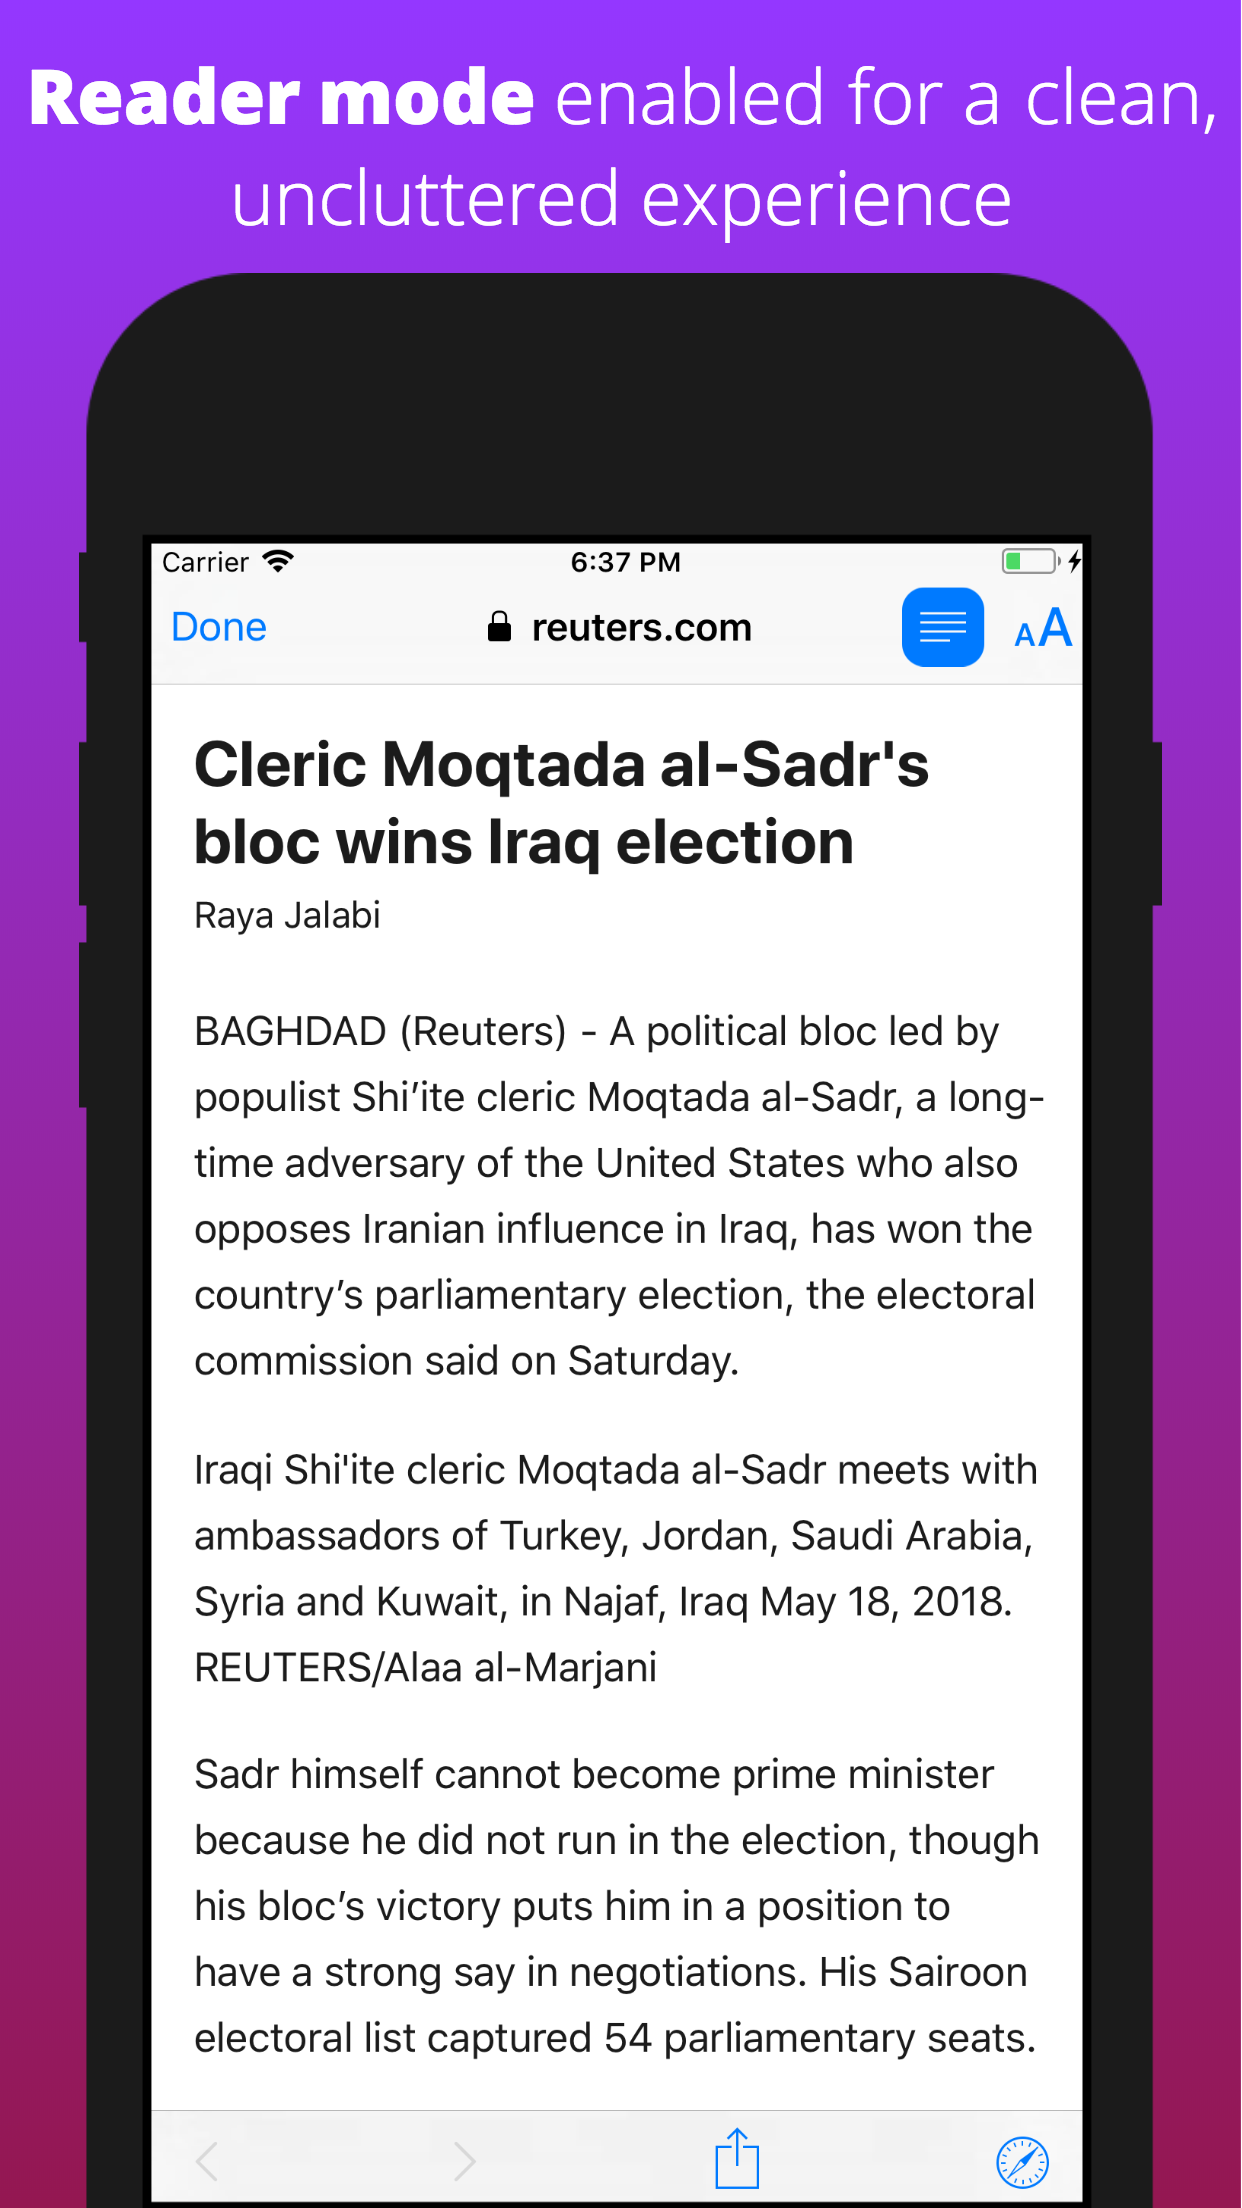 Reader mode enabled for a clean,
uncluttered experience
Carrier 6:37 PM
Done reuters.com AA
Cleric Moqtada al-Sadr's
bloc wins Iraq election
Raya Jalabi
BAGHDAD (Reuters) - A political bloc led by
populist Shi’ite cleric Moqtada al-Sadr, a long-
time adversary of the United States who also
opposes Iranian influence in Iraq, has won the
country’s parliamentary election, the electoral
commission said on Saturday.
Iraqi Shi'ite cleric Moqtada al-Sadr meets with
ambassadors of Turkey, Jordan, Saudi Arabia,
Syria and Kuwait, in Najaf, Iraq May 18, 2018.
REUTERS/Alaa al-Marjani
Sadr himself cannot become prime minister
because he did not run in the election, though
his bloc’s victory puts him in a position to
have a strong say in negotiations. His Sairoon
electoral list captured 54 parliamentary seats.